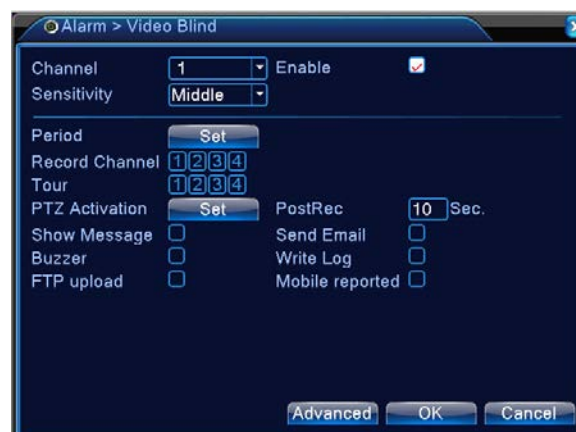 Alarm > Video Blind
Channel 1 Enable
Sensitivity Middle
Period Set
Record Channel 1 2 3 4
Tour 1 2 3 4
PTZ Activation Set PostRec 10 Sec.
Show Message Send Email
Buzzer Write Log
FTP upload Mobile reported
Advanced OK Cancel